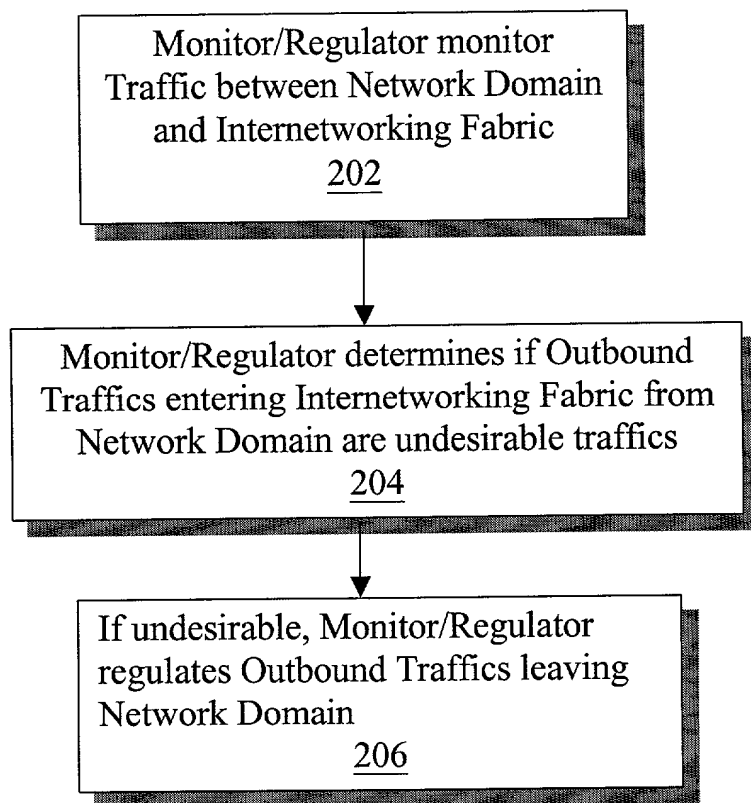 Monitor/Regulator monitor
Traffic between Network Domain
and Internetworking Fabric
202
Monitor/Regulator determines if Outbound
Traffics entering Internetworking Fabric from
Network Domain are undesirable traffics
204
If undesirable, Monitor/Regulator
regulates Outbound Traffics leaving
Network Domain
206